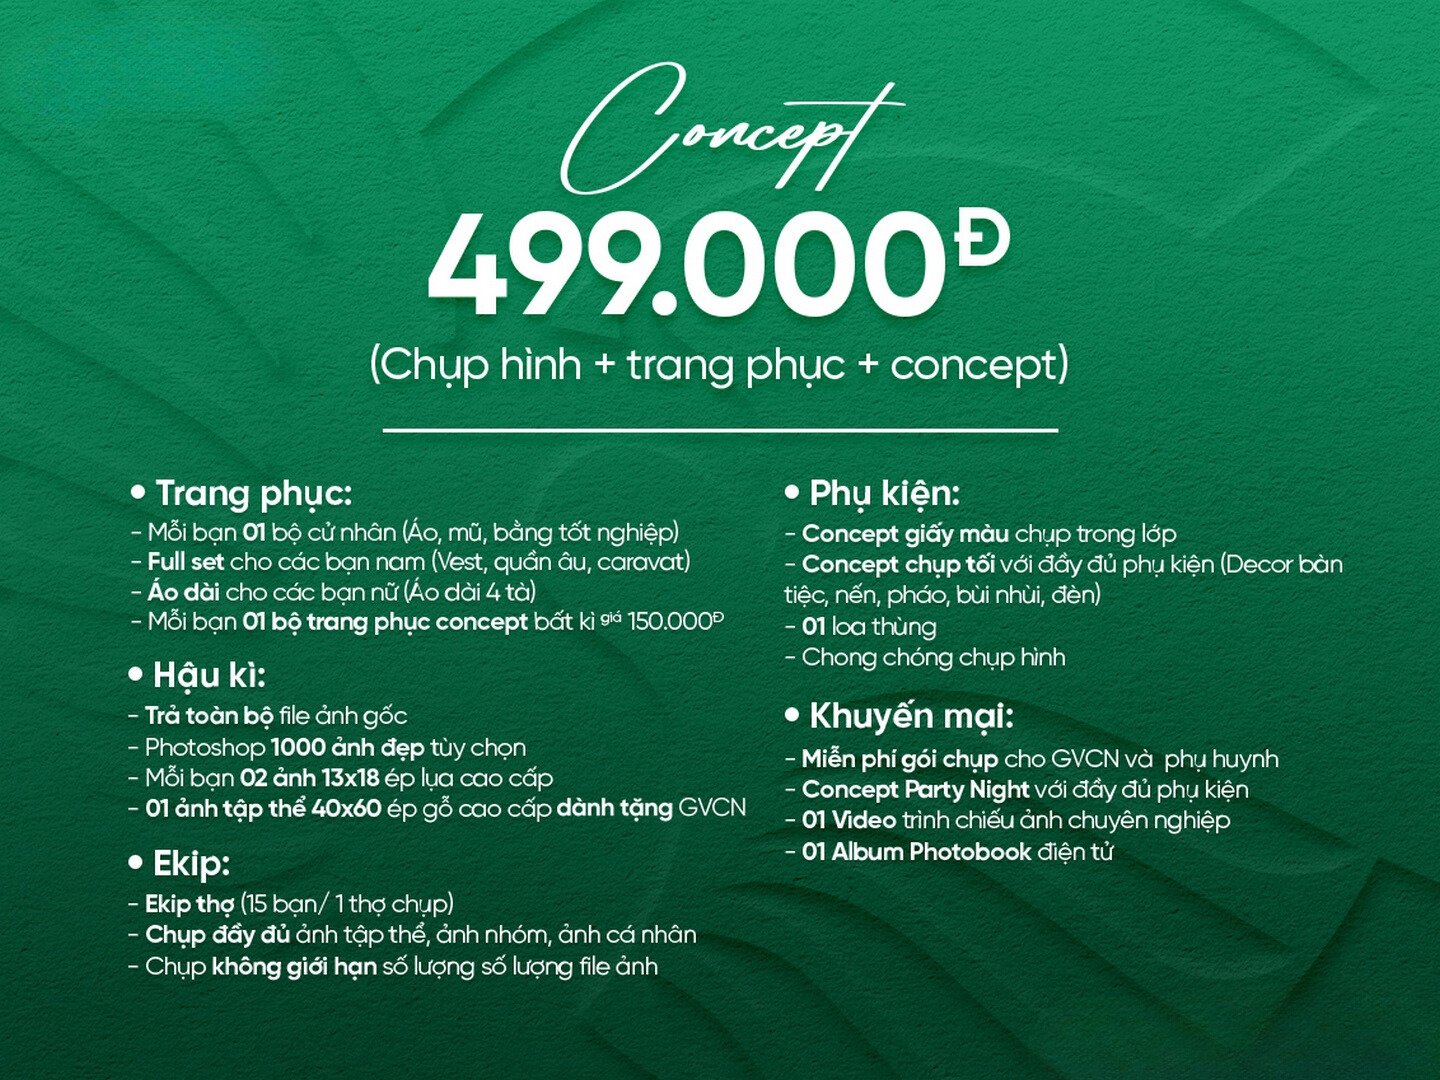 Concept
499.000Đ
(Chụp hình + trang phục + concept)
• Trang phục:
- Mỗi bạn 01 bộ cử nhân (Áo, mũ, bằng tốt nghiệp)
- Full set cho các bạn nam (Vest, quần âu, caravat)
- Áo dài cho các bạn nữ (Áo dài 4 tà)
- Mỗi bạn 01 bộ trang phục concept bất kì giá 150.000Đ
• Hậu kì:
- Trả toàn bộ file ảnh gốc
- Photoshop 1000 ảnh đẹp tùy chọn
- Mỗi bạn 02 ảnh 13x18 ép lụa cao cấp
- 01 ảnh tập thể 40x60 ép gỗ cao cấp dành tặng GVCN
• Ekip:
- Ekip thợ (15 bạn/ 1 thợ chụp)
- Chụp đầy đủ ảnh tập thể, ảnh nhóm, ảnh cá nhân
- Chụp không giới hạn số lượng số lượng file ảnh
• Phụ kiện:
- Concept giấy màu chụp trong lớp
- Concept chụp tối với đầy đủ phụ kiện (Decor bàn
tiệc, nến, pháo, bùi nhùi, đèn)
- 01 loa thùng
- Chong chóng chụp hình
• Khuyến mại:
- Miễn phí gói chụp cho GVCN và phụ huynh
- Concept Party Night với đầy đủ phụ kiện
- 01 Video trình chiếu ảnh chuyên nghiệp
- 01 Album Photobook điện tử